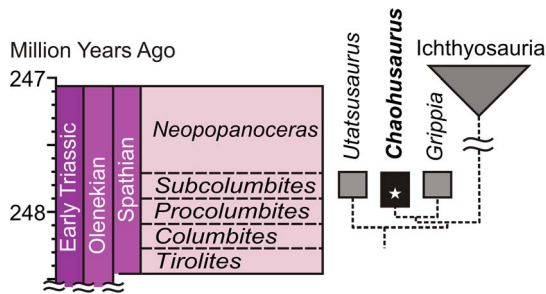 Million Years Ago
247
248
Early Triassic
Olenekian
Spathian
Neopopanoceras
Subcolumbites
Procolumbites
Columbites
Tirolites
Utatsusaurus
Chaohusaurus
Grippia
Ichthyosauria